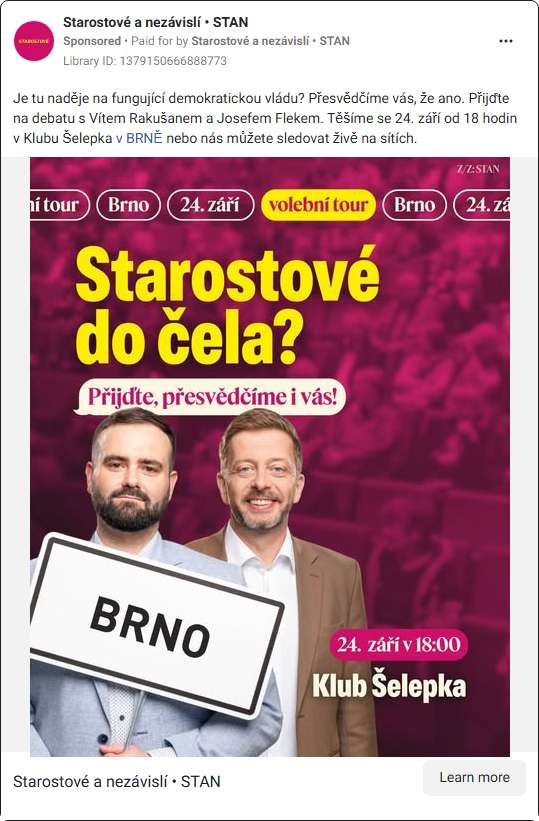 Starostové a nezávislí • STAN
STAROSTOVÉ
Sponsored • Paid for by Starostové a nezávislí • STAN
Library ID: 1379150666888773
Je tu naděje na fungující demokratickou vládu? Přesvědčíme vás, že ano. Přijďte
na debatu s Vítem Rakušanem a Josefem Flekem. Těšíme se 24. září od 18 hodin
v Klubu Šelepka v BRNĚ nebo nás můžete sledovat živě na sítích.
Z/Z: STAN
ní tour Brno 24. září volební tour Brno 24. zá
Starostové
do čela?
Přijďte, přesvědčíme i vás!
BRNO
24. září v 18:00
Klub Šelepka
Starostové a nezávislí • STAN
Learn more